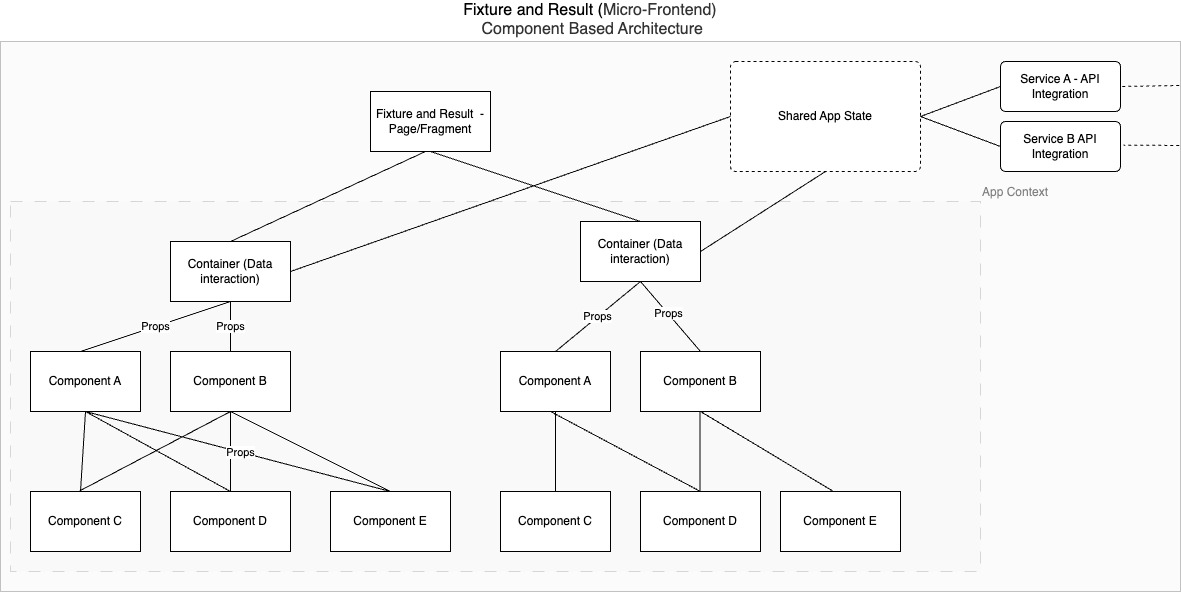 Fixture and Result (Micro-Frontend)
Component Based Architecture
Service A - API
Integration
Fixture and Result -
Page/Fragment
Shared App State
Service B API
Integration
App Context
Container (Data
interaction)
Container (Data
interaction)
Props
Props
Props
Props
Component A
Component B
Component A
Component B
Props
Component C
Component D
Component E
Component C
Component D
Component E